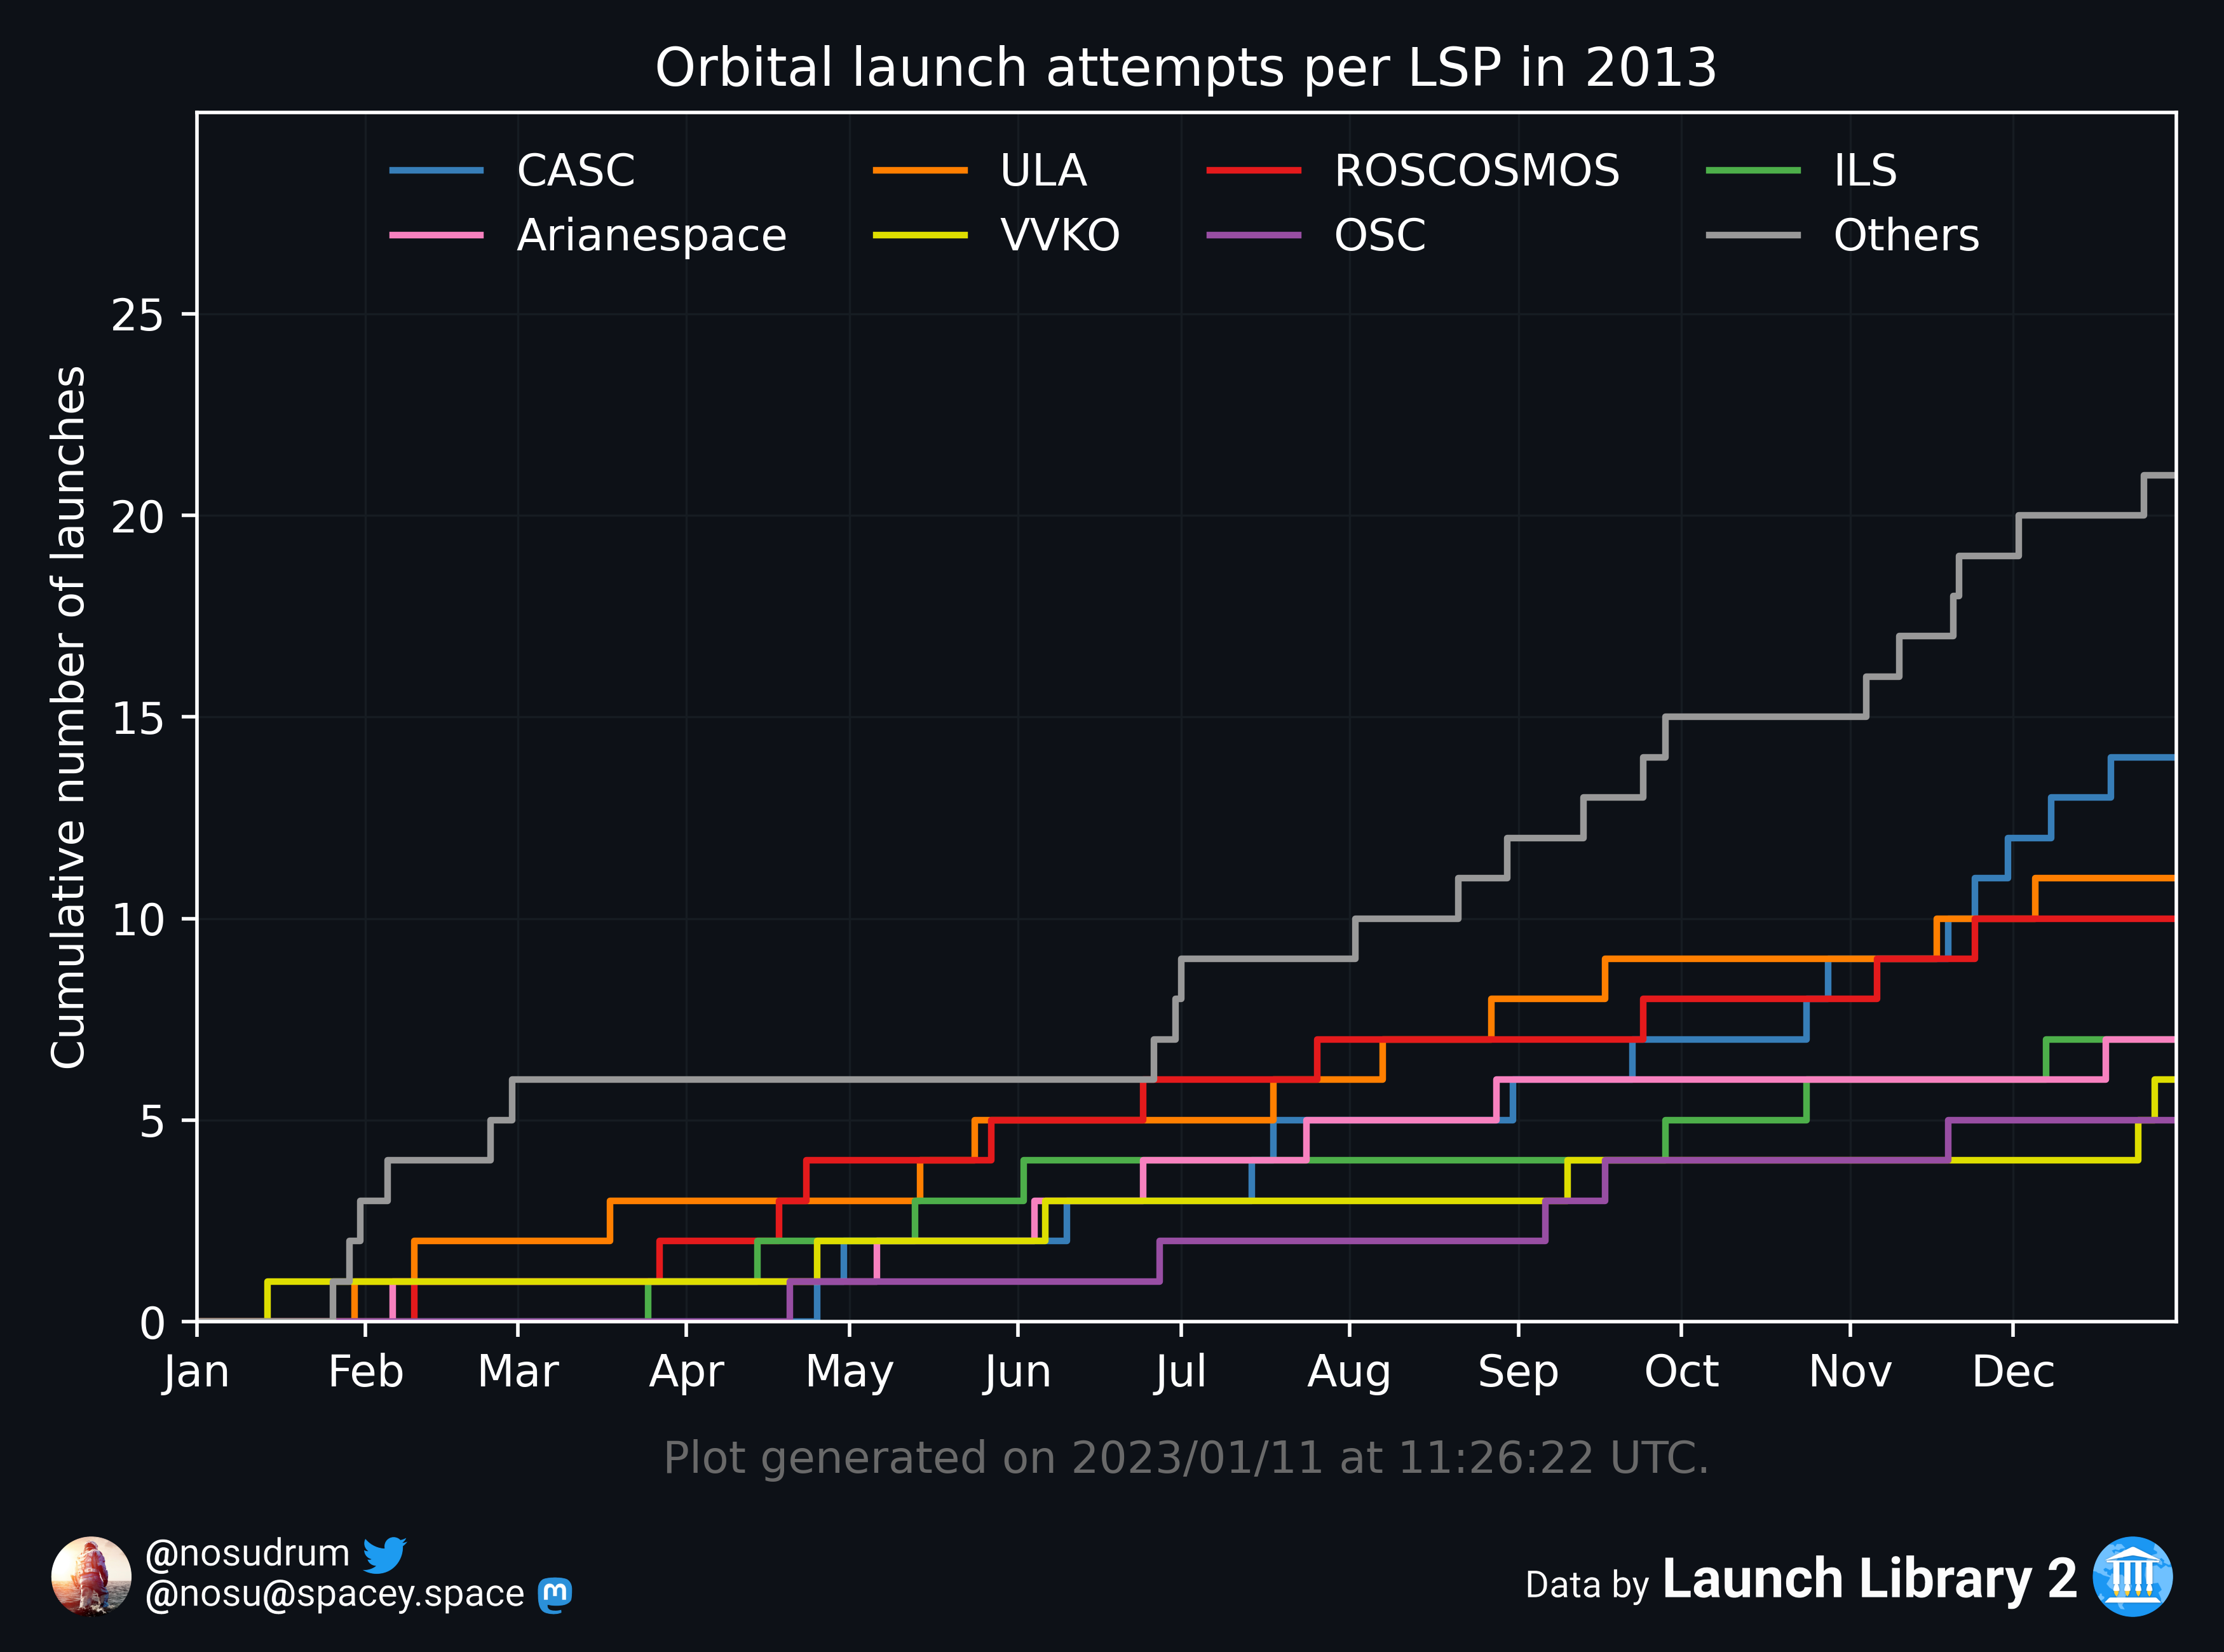 Orbital launch attempts per LSP in 2013
CASC ULA ROSCOSMOS ILS
Arianespace VVKO OSC Others
Cumulative number of launches
25
20
15
10
5
0
Jan Feb Mar Apr May Jun Jul Aug Sep Oct Nov Dec
Plot generated on 2023/01/11 at 11:26:22 UTC.
@nosudrum
@nosu@spacey.space
Data by Launch Library 2